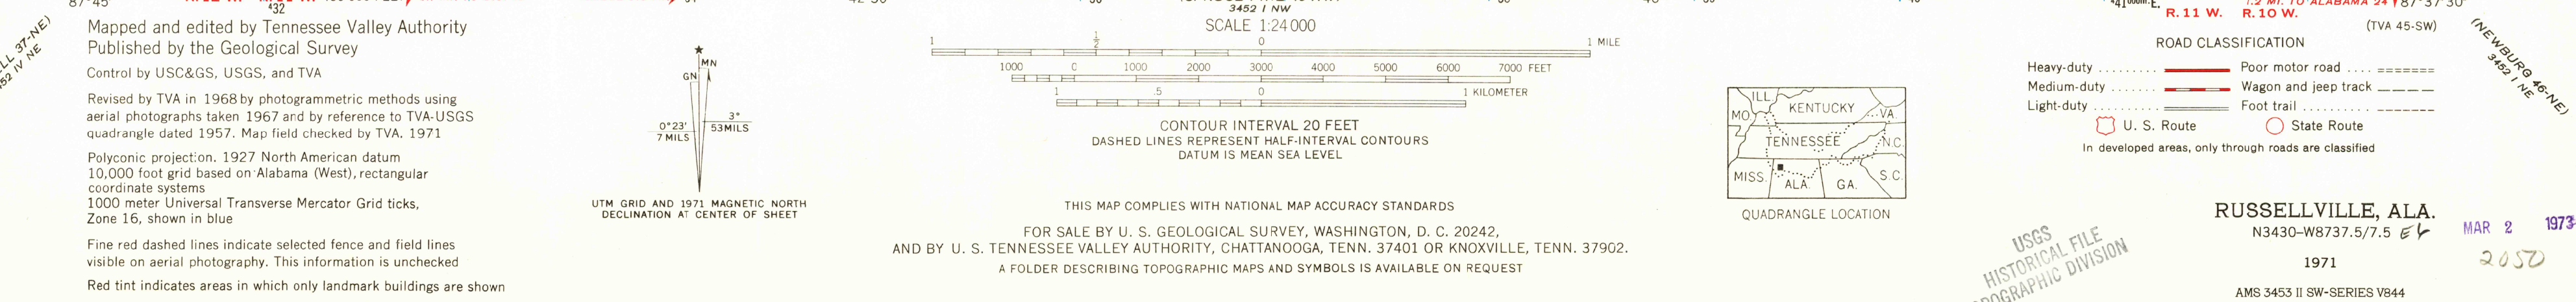 87°45'
432
Mapped and edited by Tennessee Valley Authority
Published by the Geological Survey
Control by USC&GS, USGS, and TVA
Revised by TVA in 1968 by photogrammetric methods using
aerial photographs taken 1967 and by reference to TVA-USGS
quadrangle dated 1957. Map field checked by TVA, 1971
Polyconic projection. 1927 North American datum
10,000 foot grid based on Alabama (West), rectangular
coordinate systems
1000 meter Universal Transverse Mercator Grid ticks,
Zone 16, shown in blue
Fine red dashed lines indicate selected fence and field lines
visible on aerial photography. This information is unchecked
Red tint indicates areas in which only landmark buildings are shown
MN
GN
0°23'
7 MILS
3°
53 MILS
UTM GRID AND 1971 MAGNETIC NORTH
DECLINATION AT CENTER OF SHEET
3452 I NW
SCALE 1:24 000
1 ½ 0 1 MILE
1000 0 1000 2000 3000 4000 5000 6000 7000 FEET
1 .5 0 1 KILOMETER
CONTOUR INTERVAL 20 FEET
DASHED LINES REPRESENT HALF-INTERVAL CONTOURS
DATUM IS MEAN SEA LEVEL
THIS MAP COMPLIES WITH NATIONAL MAP ACCURACY STANDARDS
FOR SALE BY U. S. GEOLOGICAL SURVEY, WASHINGTON, D. C. 20242,
AND BY U. S. TENNESSEE VALLEY AUTHORITY, CHATTANOOGA, TENN. 37401 OR KNOXVILLE, TENN. 37902.
A FOLDER DESCRIBING TOPOGRAPHIC MAPS AND SYMBOLS IS AVAILABLE ON REQUEST
ILL. KENTUCKY VA.
MO.
TENNESSEE N.C.
MISS. ALA. GA. S.C.
QUADRANGLE LOCATION
1.2 MI. TO ALABAMA 24 87°37'30"
R. 11 W. R. 10 W.
(TVA 45-SW)
(NEWBURG 46-NE)
3452 I NE
ROAD CLASSIFICATION
Heavy-duty Poor motor road
Medium-duty Wagon and jeep track
Light-duty Foot trail
U. S. Route State Route
In developed areas, only through roads are classified
RUSSELLVILLE, ALA.
N3430-W8737.5/7.5
1971
AMS 3453 II SW-SERIES V844
MAR 2 1973
2050
USGS
HISTORICAL FILE
TOPOGRAPHIC DIVISION